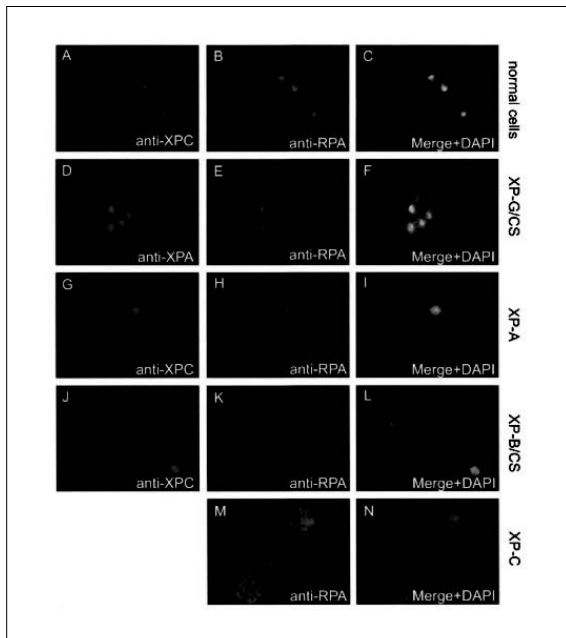 A
anti-XPC
B
anti-RPA
C
Merge+DAPI
normal cells
D
anti-XPA
E
anti-RPA
F
Merge+DAPI
XP-G/CS
G
anti-XPC
H
anti-RPA
I
Merge+DAPI
XP-A
J
anti-XPC
K
anti-RPA
L
Merge+DAPI
XP-B/CS
M
anti-RPA
N
Merge+DAPI
XP-C